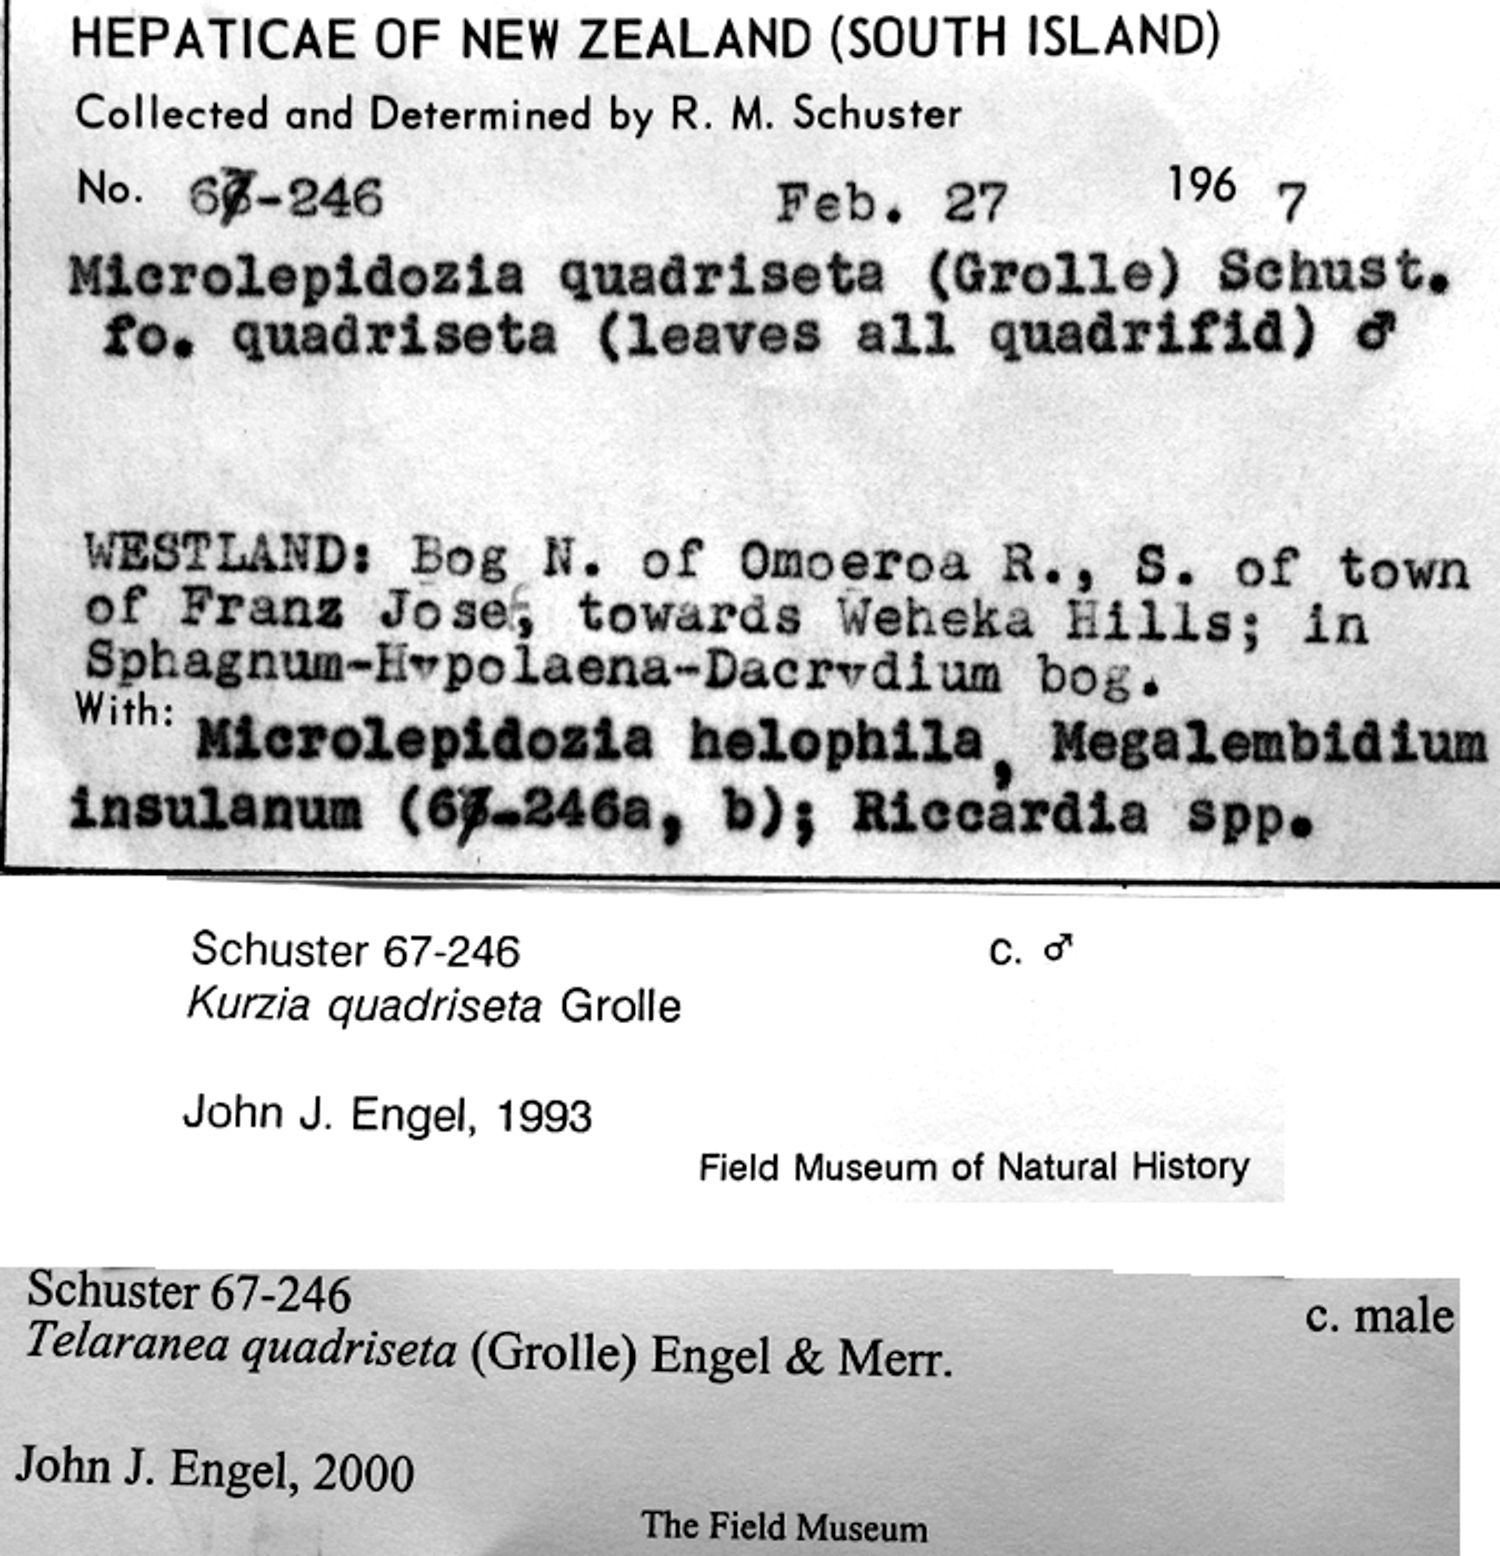 HEPATICAE OF NEW ZEALAND (SOUTH ISLAND)
Collected and Determined by R. M. Schuster
No. 67-246 Feb. 27 196 7
Microlepidozia quadriseta (Grolle) Schust.
fo. quadriseta (leaves all quadrifid) ♂
WESTLAND: Bog N. of Omoeroa R., S. of town
of Franz Josef, towards Weheka Hills; in
Sphagnum-Hypolaena-Dacrydium bog.
With: Microlepidozia helophila, Megalembidium
insulanum (67-246a, b); Riccardia spp.
Schuster 67-246 c. ♂
Kurzia quadriseta Grolle
John J. Engel, 1993
Field Museum of Natural History
Schuster 67-246 c. male
Telaranea quadriseta (Grolle) Engel & Merr.
John J. Engel, 2000
The Field Museum